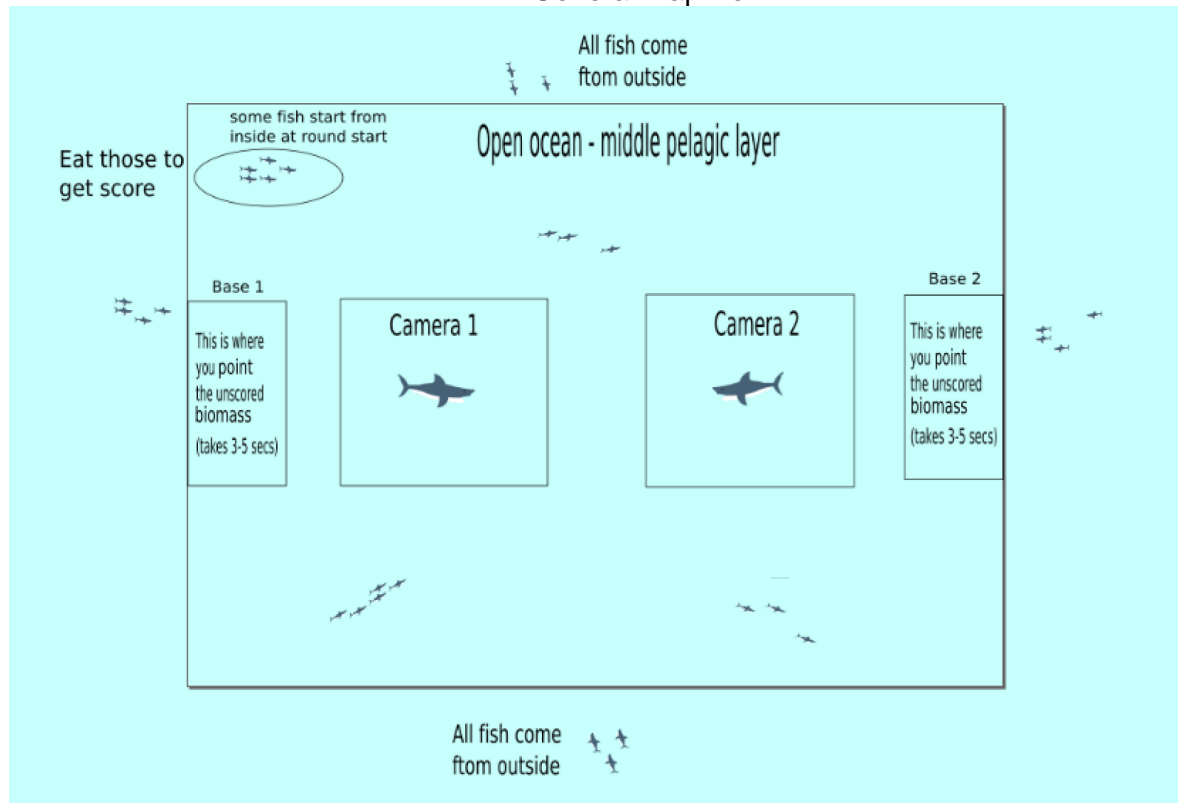 All fish come
ftom outside
some fish start from
inside at round start
Open ocean - middle pelagic layer
Eat those to
get score
Base 1
This is where
you point
the unscored
biomass
(takes 3-5 secs)
Camera 1
Camera 2
Base 2
This is where
you point
the unscored
biomass
(takes 3-5 secs)
All fish come
ftom outside